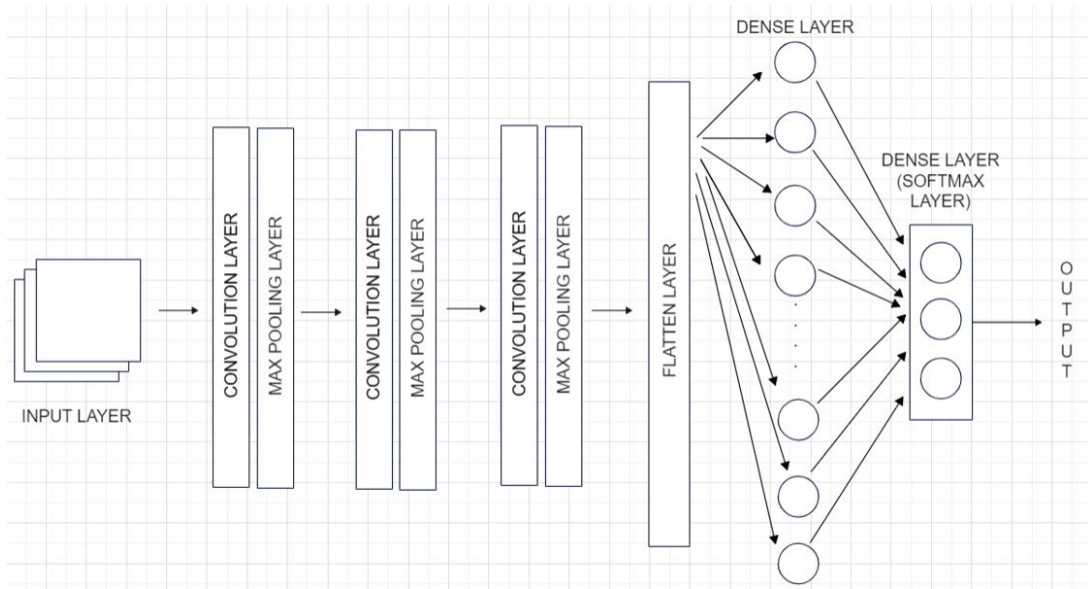 INPUT LAYER
CONVOLUTION LAYER
MAX POOLING LAYER
CONVOLUTION LAYER
MAX POOLING LAYER
CONVOLUTION LAYER
MAX POOLING LAYER
FLATTEN LAYER
DENSE LAYER
DENSE LAYER
(SOFTMAX
LAYER)
OUTPUT